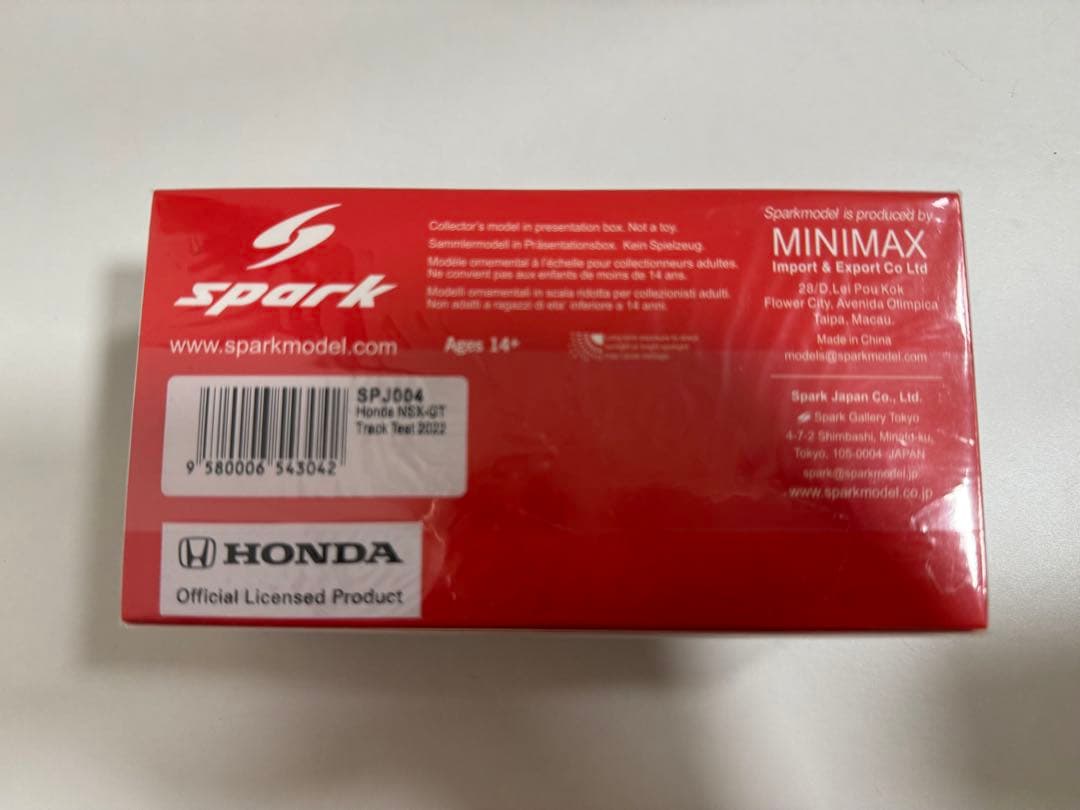 spark
www.sparkmodel.com
Collector's model in presentation box. Not a toy.
Sammlermodell in Präsentationsbox. Kein Spielzeug.
Modèle ornemental à l'échelle pour collectionneurs adultes.
Ne convient pas aux enfants de moins de 14 ans.
Modelli ornamentali in scala ridotta per collezionisti adulti.
Non adatti a ragazzi di eta' inferiore a 14 anni.
Ages 14+
Sparkmodel is produced by
MINIMAX
Import & Export Co Ltd
28/D,Lei Pou Kok
Flower City, Avenida Olimpica
Taipa, Macau.
Made in China
models@sparkmodel.com
Spark Japan Co., Ltd.
Spark Gallery Tokyo
4-7-2 Shimbashi, Minato-ku,
Tokyo, 105-0004 JAPAN
spark@sparkmodel.jp
www.sparkmodel.co.jp
SPJ004
Honda NSX-GT
Track Test 2022
9 580006 543042
HONDA
Official Licensed Product